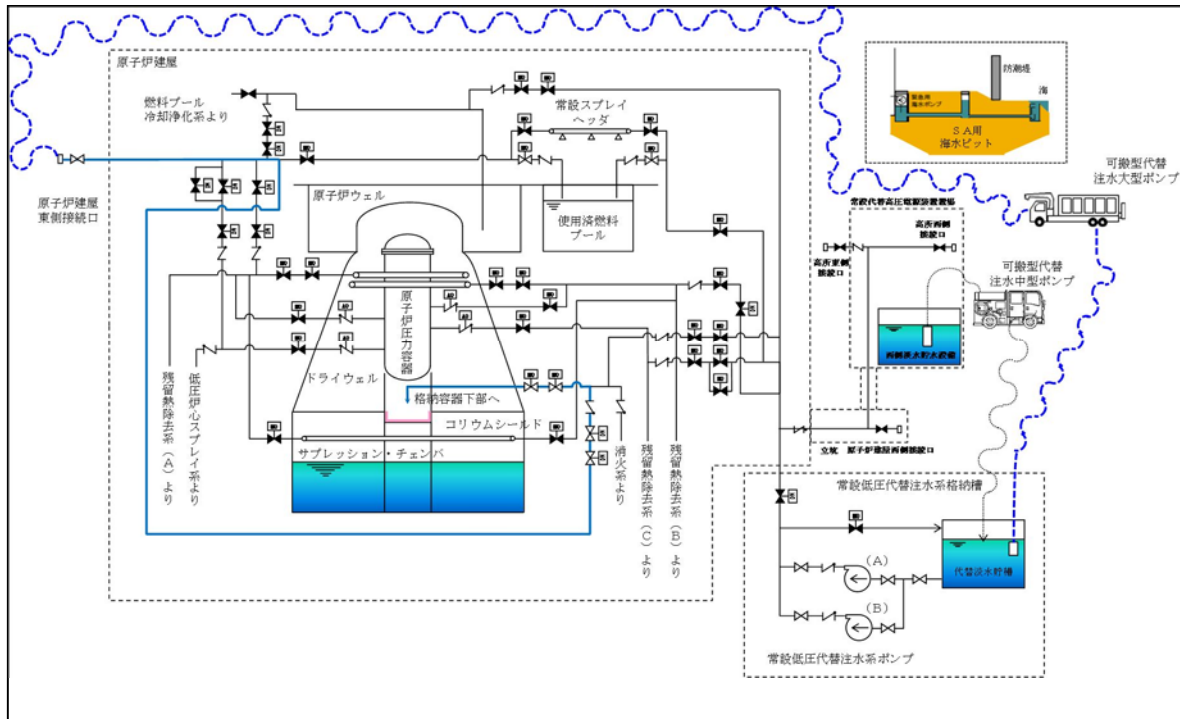 原子炉建屋
燃料プール
冷却浄化系より
常設スプレイ
ヘッダ
防潮堤
海
緊急用
海水ポンプ
SA用
海水ピット
可搬型代替
注水大型ポンプ
原子炉建屋
東側接続口
原子炉ウェル
使用済燃料
プール
常設代替高圧電源装置置場
高所西側
接続口
高所東側
接続口
可搬型代替
注水中型ポンプ
西側淡水貯水設備
原子炉圧力容器
ドライウェル
格納容器下部へ
コリウムシールド
サプレッション・チェンバ
残留熱除去系(A)より
低圧炉心スプレイ系より
消火系より
残留熱除去系(C)より
残留熱除去系(B)より
立坑
原子炉建屋西側接続口
常設低圧代替注水系格納槽
代替淡水貯槽
(A)
(B)
常設低圧代替注水系ポンプ